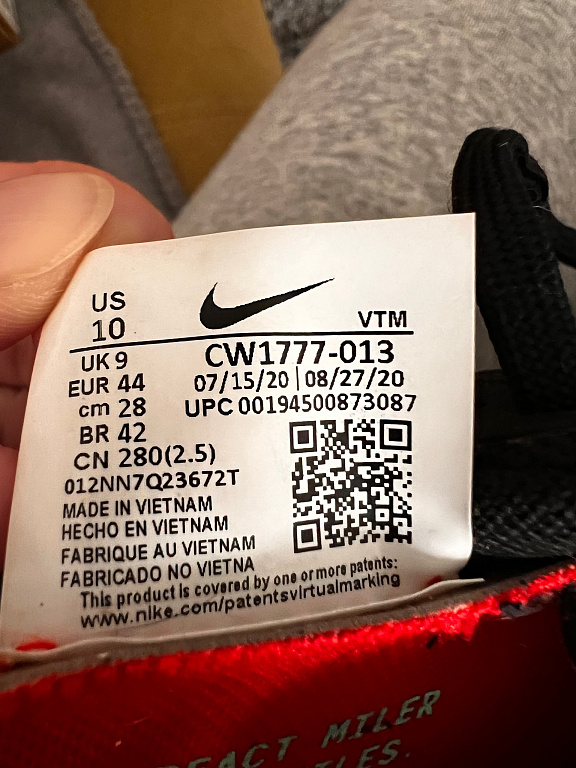 US
10
VTM
UK 9
CW1777-013
EUR 44
07/15/20 | 08/27/20
cm 28
UPC 00194500873087
BR 42
CN 280(2.5)
012NN7Q23672T
MADE IN VIETNAM
HECHO EN VIETNAM
FABRIQUE AU VIETNAM
FABRICADO NO VIETNA
This product is covered by one or more patents:
www.nike.com/patentsvirtualmarking
MILER